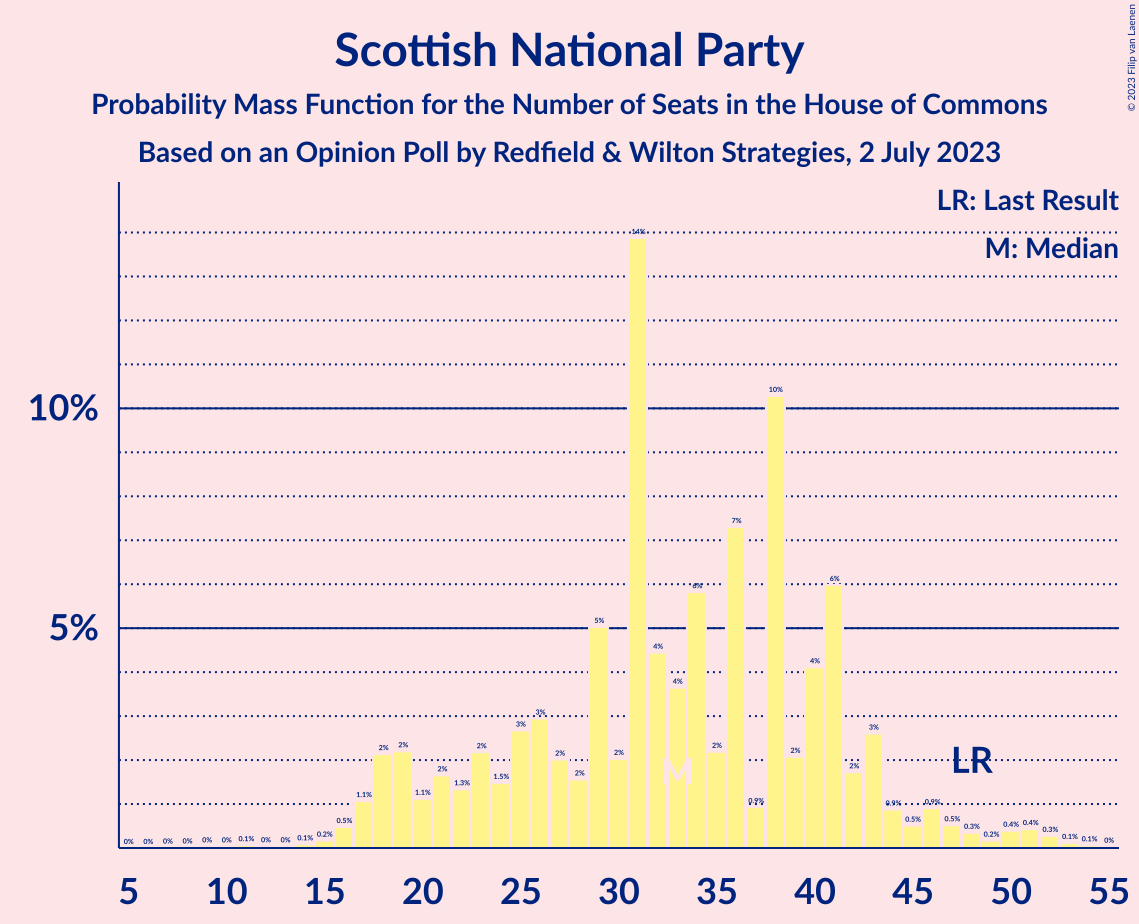 Scottish National Party
Probability Mass Function for the Number of Seats in the House of Commons
Based on an Opinion Poll by Redfield & Wilton Strategies, 2 July 2023
© 2023 Filip van Laenen
LR: Last Result
M: Median
10%
5%
0% 0% 0% 0% 0% 0% 0.1% 0% 0% 0.1% 0.2% 0.5% 1.1% 2% 2% 1.1% 2% 1.3% 2% 1.5% 3% 3% 2% 2% 5% 2% 14% 4% 4% 6% 2% 7% 0.9% 10% 2% 4% 6% 2% 3% 0.9% 0.5% 0.9% 0.5% 0.3% 0.2% 0.4% 0.4% 0.3% 0.1% 0.1% 0%
M
LR
5 10 15 20 25 30 35 40 45 50 55